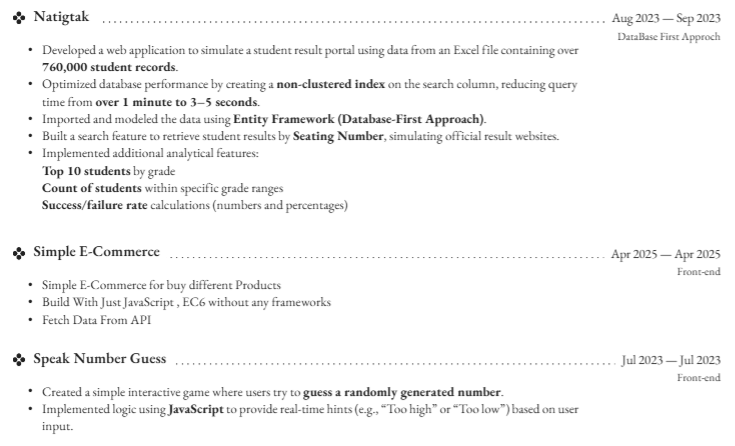 Natigtak Aug 2023 — Sep 2023
DataBase First Approch
• Developed a web application to simulate a student result portal using data from an Excel file containing over
760,000 student records.
• Optimized database performance by creating a non-clustered index on the search column, reducing query
time from over 1 minute to 3–5 seconds.
• Imported and modeled the data using Entity Framework (Database-First Approach).
• Built a search feature to retrieve student results by Seating Number, simulating official result websites.
• Implemented additional analytical features:
Top 10 students by grade
Count of students within specific grade ranges
Success/failure rate calculations (numbers and percentages)
Simple E-Commerce Apr 2025 — Apr 2025
Front-end
• Simple E-Commerce for buy different Products
• Build With Just JavaScript , EC6 without any frameworks
• Fetch Data From API
Speak Number Guess Jul 2023 — Jul 2023
Front-end
• Created a simple interactive game where users try to guess a randomly generated number.
• Implemented logic using JavaScript to provide real-time hints (e.g., “Too high” or “Too low”) based on user
input.